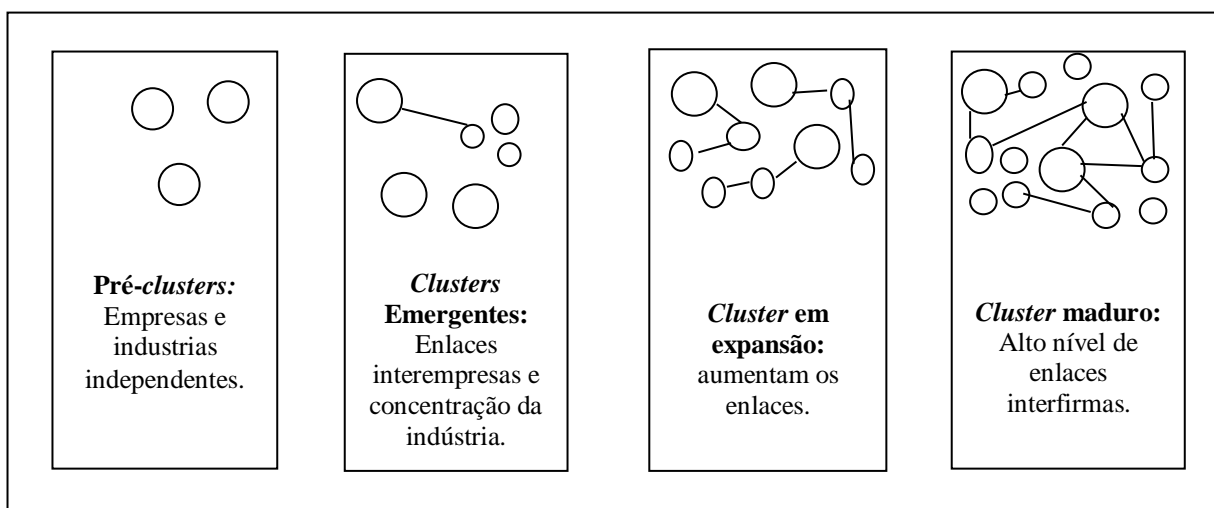 Pré-clusters:
Empresas e
industrias
independentes.
Clusters
Emergentes:
Enlaces
interempresas e
concentração da
indústria.
Cluster em
expansão:
aumentam os
enlaces.
Cluster maduro:
Alto nível de
enlaces
interfirmas.